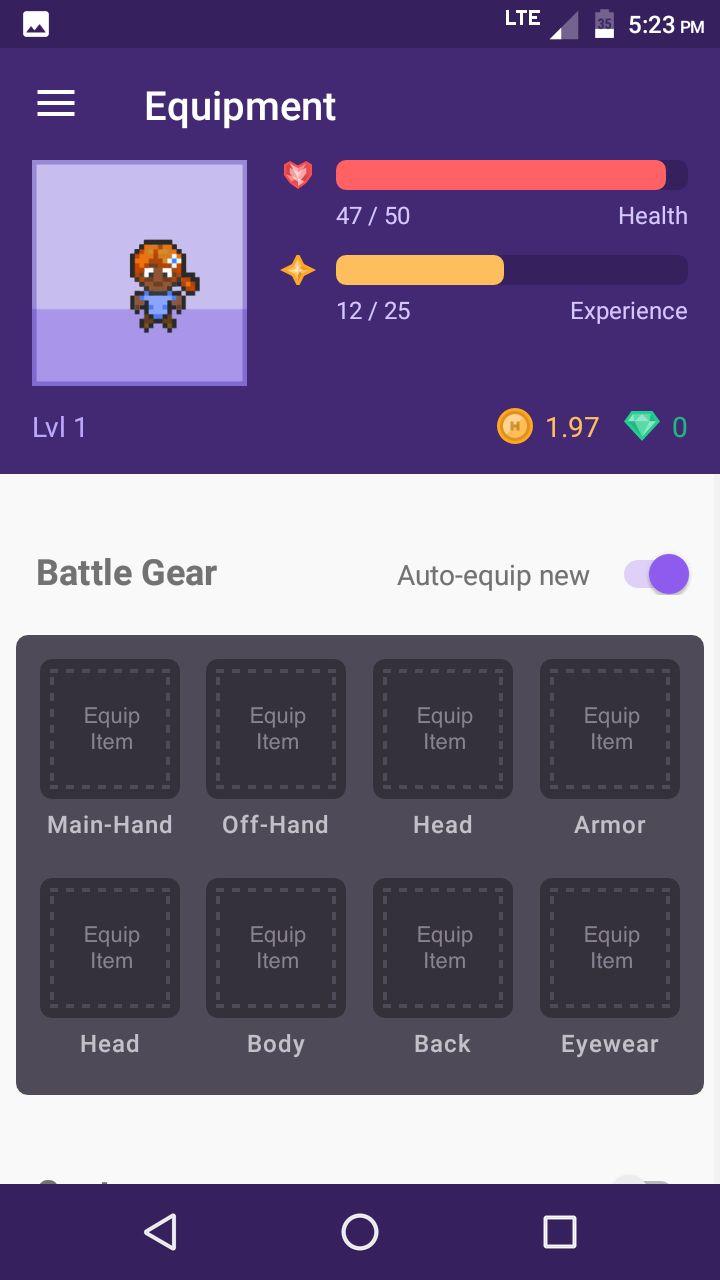 LTE 35 5:23 PM
Equipment
47 / 50 Health
12 / 25 Experience
Lvl 1 H 1.97 0
Battle Gear Auto-equip new
Equip Equip Equip Equip
Item Item Item Item
Main-Hand Off-Hand Head Armor
Equip Equip Equip Equip
Item Item Item Item
Head Body Back Eyewear